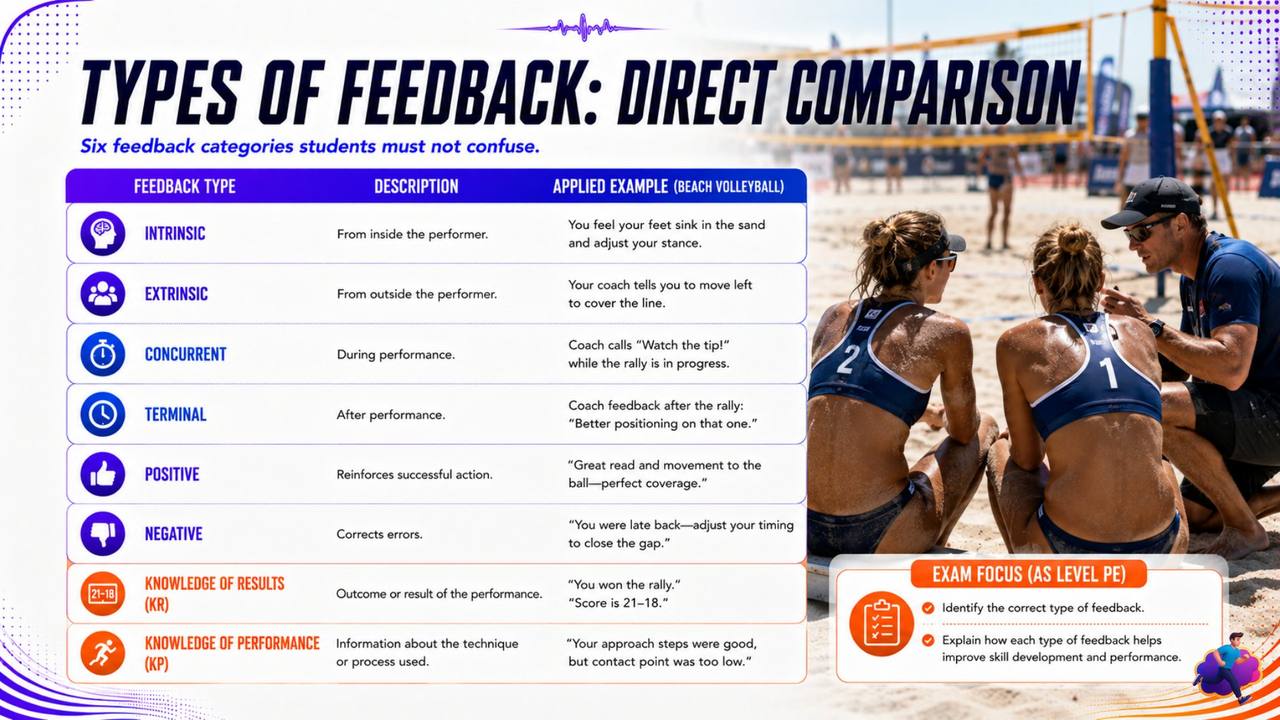 TYPES OF FEEDBACK: DIRECT COMPARISON
Six feedback categories students must not confuse.
FEEDBACK TYPE DESCRIPTION APPLIED EXAMPLE (BEACH VOLLEYBALL)
INTRINSIC
From inside the performer.
You feel your feet sink in the sand
and adjust your stance.
EXTRINSIC
From outside the performer.
Your coach tells you to move left
to cover the line.
CONCURRENT
During performance.
Coach calls “Watch the tip!”
while the rally is in progress.
TERMINAL
After performance.
Coach feedback after the rally:
“Better positioning on that one.”
POSITIVE
Reinforces successful action.
“Great read and movement to the
ball—perfect coverage.”
NEGATIVE
Corrects errors.
“You were late back—adjust your timing
to close the gap.”
21–18
KNOWLEDGE OF RESULTS
(KR)
Outcome or result of the performance.
“You won the rally.”
“Score is 21–18.”
KNOWLEDGE OF PERFORMANCE
(KP)
Information about the technique
or process used.
“Your approach steps were good,
but contact point was too low.”
2
1
EXAM FOCUS (AS LEVEL PE)
Identify the correct type of feedback.
Explain how each type of feedback helps
improve skill development and performance.